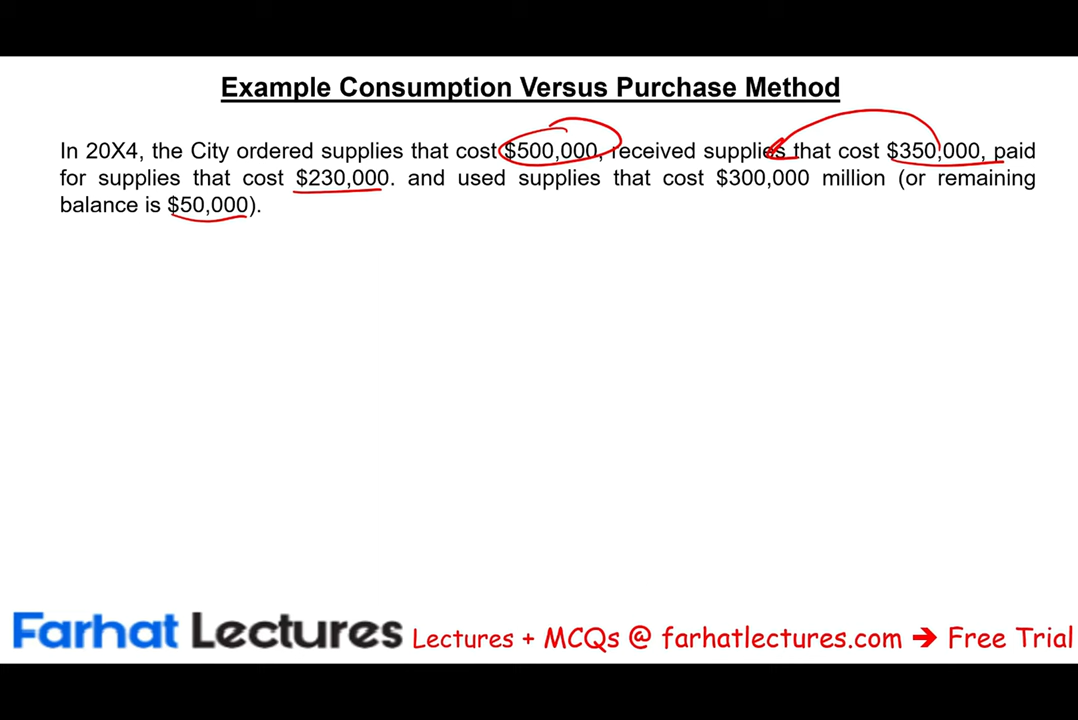 Example Consumption Versus Purchase Method
In 20X4, the City ordered supplies that cost $500,000, received supplies that cost $350,000, paid
for supplies that cost $230,000. and used supplies that cost $300,000 million (or remaining
balance is $50,000).
Farhat Lectures Lectures + MCQs @ farhatlectures.com → Free Trial